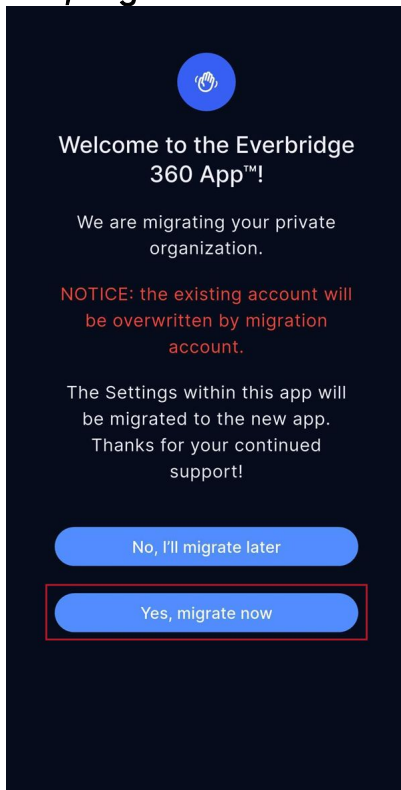 Welcome to the Everbridge
360 App™!
We are migrating your private
organization.
NOTICE: the existing account will
be overwritten by migration
account.
The Settings within this app will
be migrated to the new app.
Thanks for your continued
support!
No, I'll migrate later
Yes, migrate now